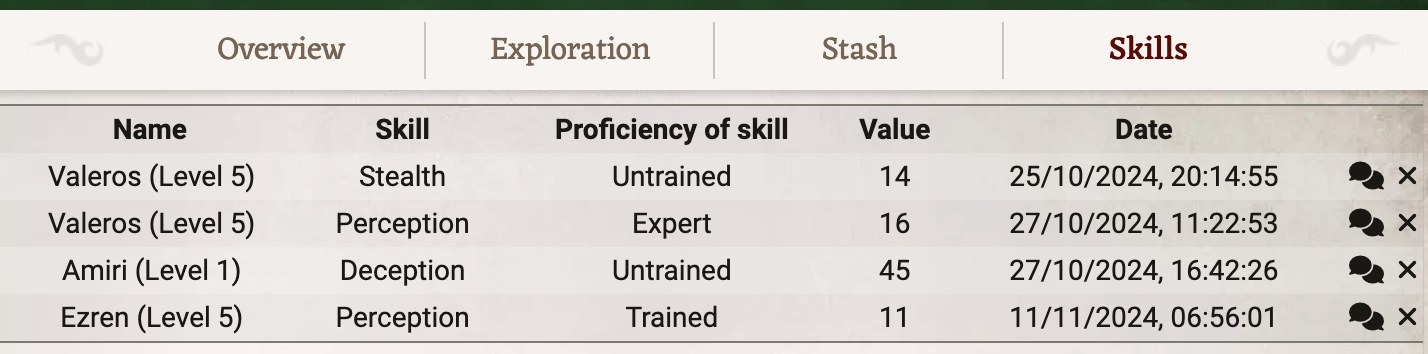 Overview Exploration Stash Skills
Name Skill Proficiency of skill Value Date
Valeros (Level 5) Stealth Untrained 14 25/10/2024, 20:14:55
Valeros (Level 5) Perception Expert 16 27/10/2024, 11:22:53
Amiri (Level 1) Deception Untrained 45 27/10/2024, 16:42:26
Ezren (Level 5) Perception Trained 11 11/11/2024, 06:56:01